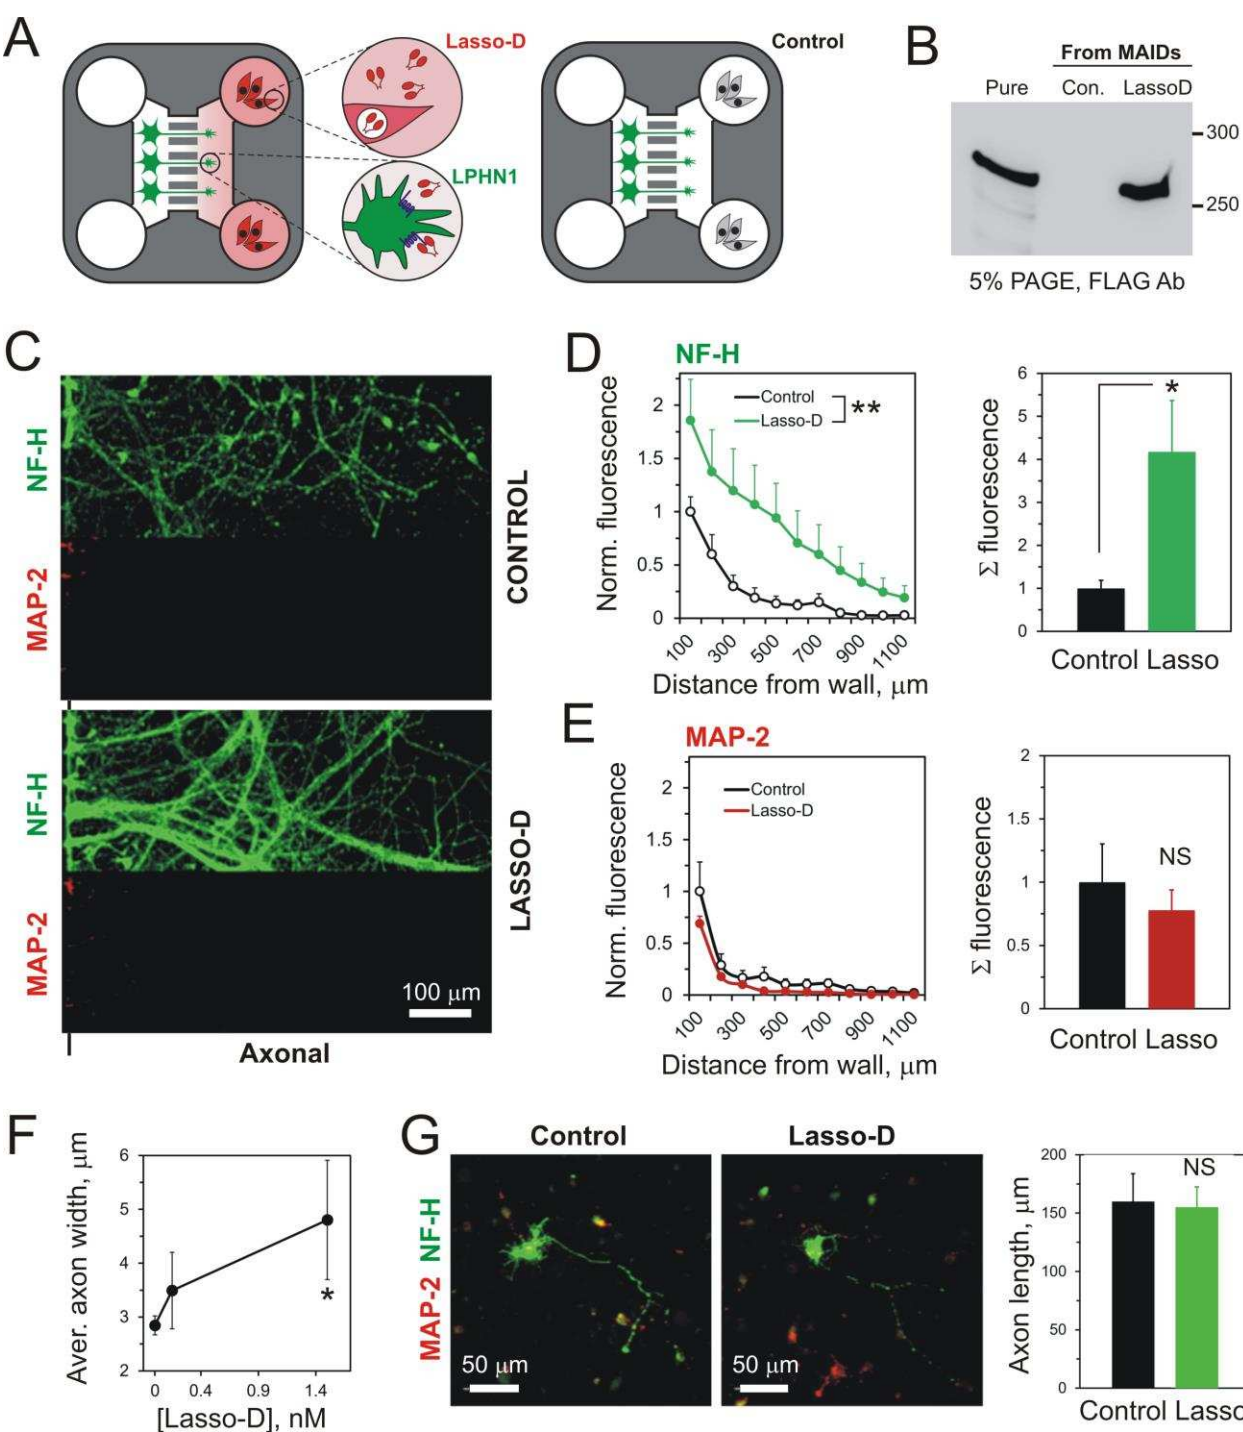 A
Lasso-D
LPHN1
Control
B
From MAIDs
Pure Con. LassoD
300
250
5% PAGE, FLAG Ab
C
NF-H
MAP-2
CONTROL
NF-H
MAP-2
LASSO-D
100 μm
Axonal
D
NF-H
Norm. fluorescence
2
1.5
1
0.5
0
Control
Lasso-D
**
100 300 500 700 900 1100
Distance from wall, μm
Σ fluorescence
6
5
4
3
2
1
0
*
Control Lasso
E
MAP-2
Norm. fluorescence
2
1.5
1
0.5
0
Control
Lasso-D
100 300 500 700 900 1100
Distance from wall, μm
Σ fluorescence
2
1.5
1
0.5
0
NS
Control Lasso
F
Aver. axon width, μm
6
5
4
3
2
*
0 0.4 0.9 1.4
[Lasso-D], nM
G
Control
Lasso-D
MAP-2 NF-H
50 μm
50 μm
Axon length, μm
200
150
100
50
0
NS
Control Lasso